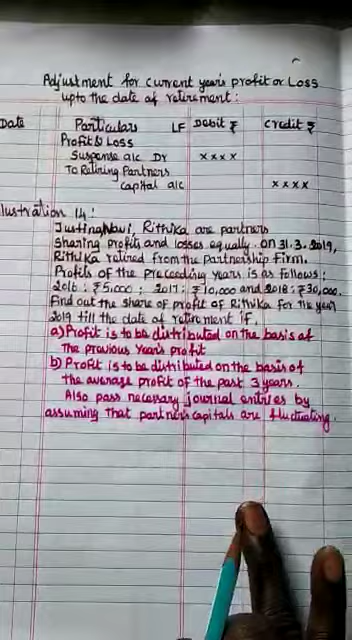 Adjustment for current year's profit or Loss
upto the date of retirement:
Date Particulars LF Debit ₹ Credit ₹
Profit & Loss
Suspense a/c Dr xxxx
To Retiring Partners
capital a/c xxxx
lustration 14:
Justina, Navi, Rithika are partners
sharing profits and losses equally. on 31.3.2019,
Rithika retired from the partnership firm.
Profits of the preceeding years is as follows:
2016: ₹5,000; 2017: ₹10,000 and 2018: ₹30,000.
Find out the share of profit of Rithika for the year
2019 till the date of retirement if,
a) Profit is to be distributed on the basis of
the previous year's profit
b) Profit is to be distributed on the basis of
the average profit of the past 3 years.
Also pass necessary journal entries by
assuming that partners capitals are fluctuating.